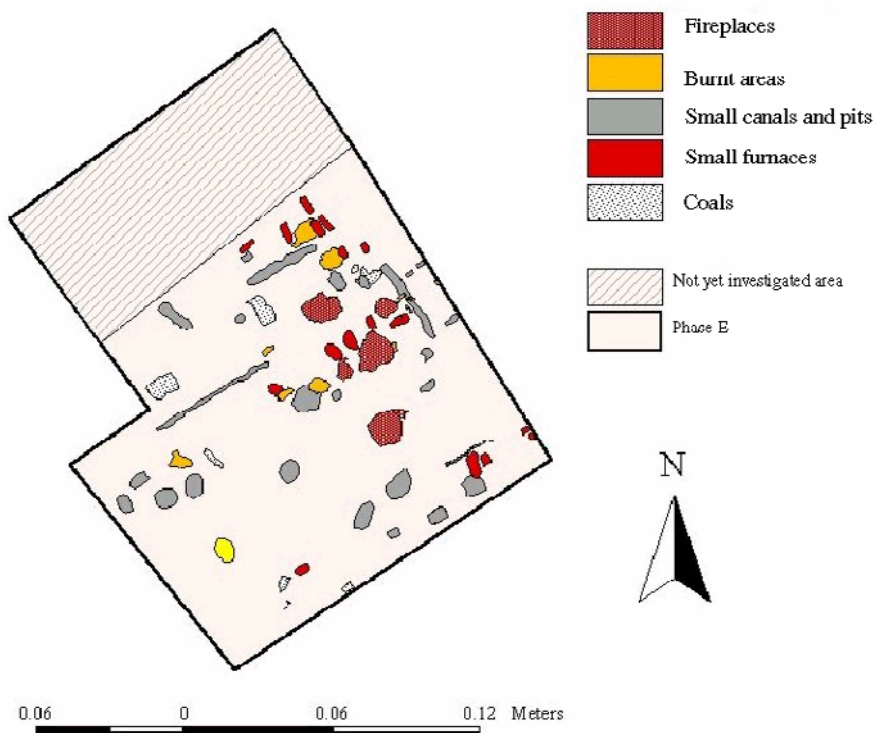 Fireplaces
Burnt areas
Small canals and pits
Small furnaces
Coals
Not yet investigated area
Phase E
N
0.06 0 0.06 0.12 Meters